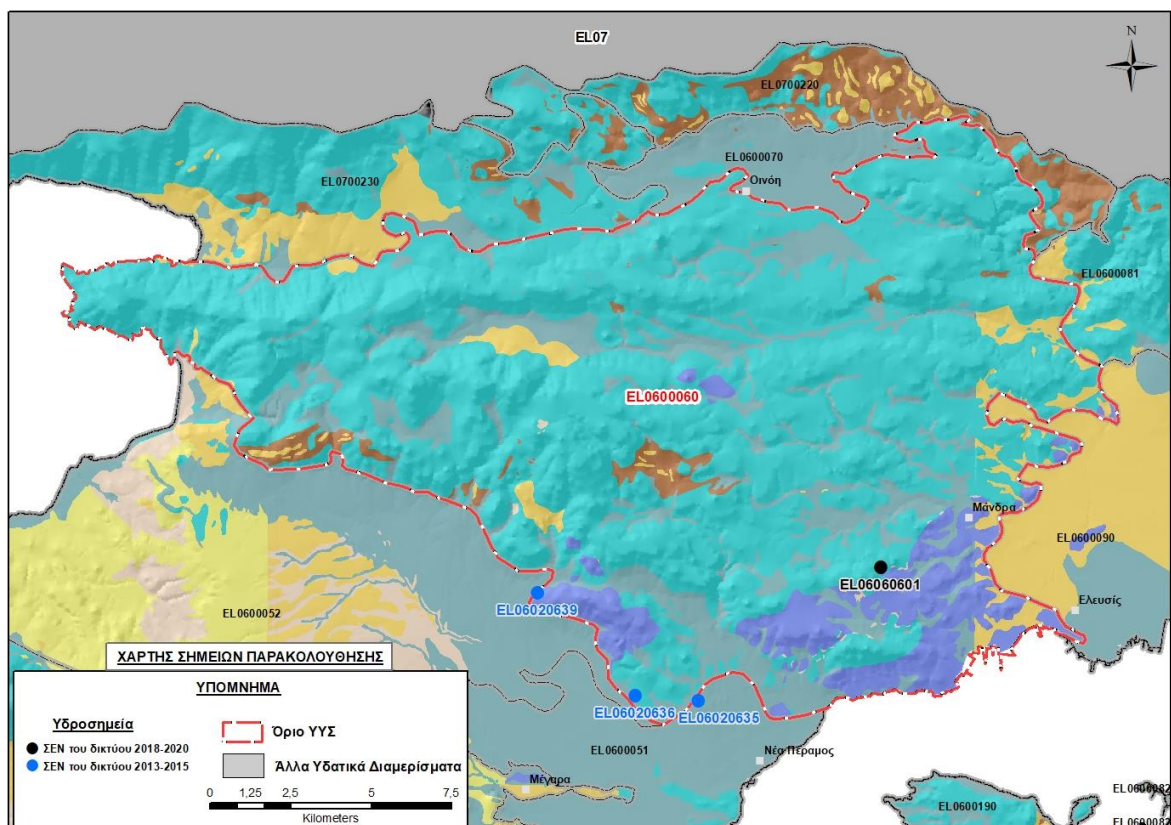 EL07
N
EL0700220
EL0600070
Οινόη
EL0700230
EL0600081
EL0600060
Μάνδρα
EL0600090
EL06060601
EL06020639
Ελευσίς
EL0600052
ΧΑΡΤΗΣ ΣΗΜΕΙΩΝ ΠΑΡΑΚΟΛΟΥΘΗΣΗΣ
ΥΠΟΜΝΗΜΑ
Υδροσημεία
ΣΕΝ του δικτύου 2018-2020
ΣΕΝ του δικτύου 2013-2015
Όριο ΥΥΣ
Άλλα Υδατικά Διαμερίσματα
0 1,25 2,5 5 7,5
Kilometers
EL06020636
EL06020635
EL0600051
Νέα Πέραμος
Μέγαρα
EL0600190
EL0600082
EL0600082